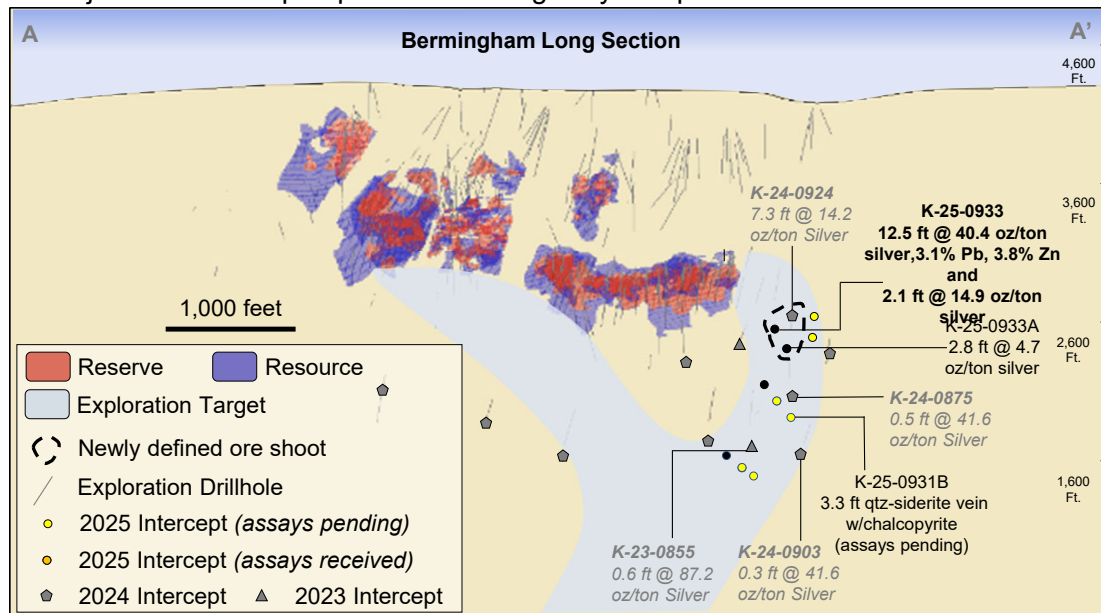 A
A'
Bermingham Long Section
4,600
Ft.
K-24-0924
7.3 ft @ 14.2
oz/ton Silver
K-25-0933
12.5 ft @ 40.4 oz/ton
silver,3.1% Pb, 3.8% Zn
and
2.1 ft @ 14.9 oz/ton
silver
3,600
Ft.
1,000 feet
K-25-0933A
2.8 ft @ 4.7
oz/ton silver
2,600
Ft.
Reserve
Resource
Exploration Target
Newly defined ore shoot
Exploration Drillhole
2025 Intercept (assays pending)
2025 Intercept (assays received)
2024 Intercept
2023 Intercept
K-24-0875
0.5 ft @ 41.6
oz/ton Silver
K-25-0931B
3.3 ft qtz-siderite vein
w/chalcopyrite
(assays pending)
1,600
Ft.
K-23-0855
0.6 ft @ 87.2
oz/ton Silver
K-24-0903
0.3 ft @ 41.6
oz/ton Silver